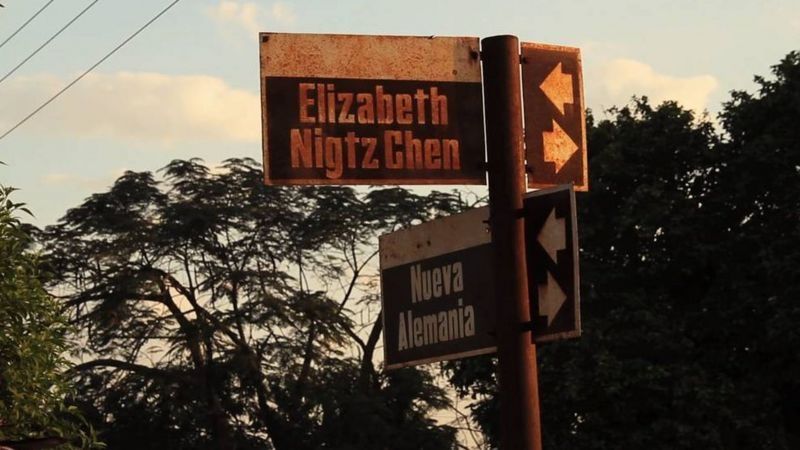 Elizabeth
Nigtz Chen
Nueva
Alemania